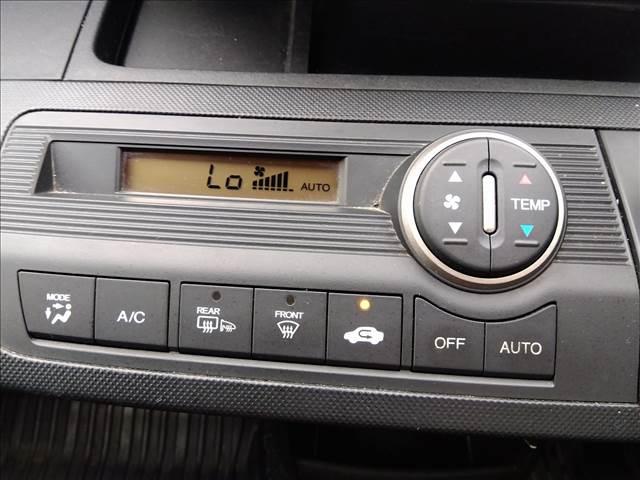 Lo AUTO
TEMP
MODE
A/C
REAR
FRONT
OFF
AUTO